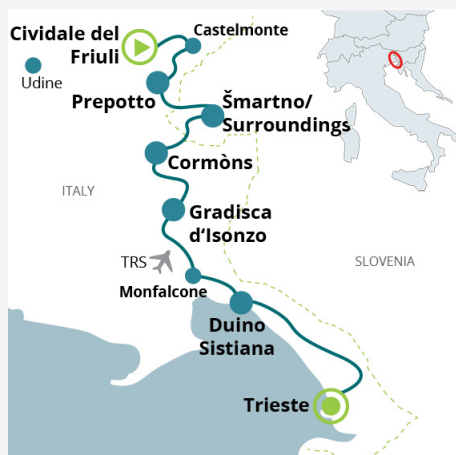 Cividale del
Friuli
Castelmonte
Udine
Prepotto
Šmartno/
Surroundings
Cormòns
ITALY
Gradisca
d‘Isonzo
TRS
SLOVENIA
Monfalcone
Duino
Sistiana
Trieste